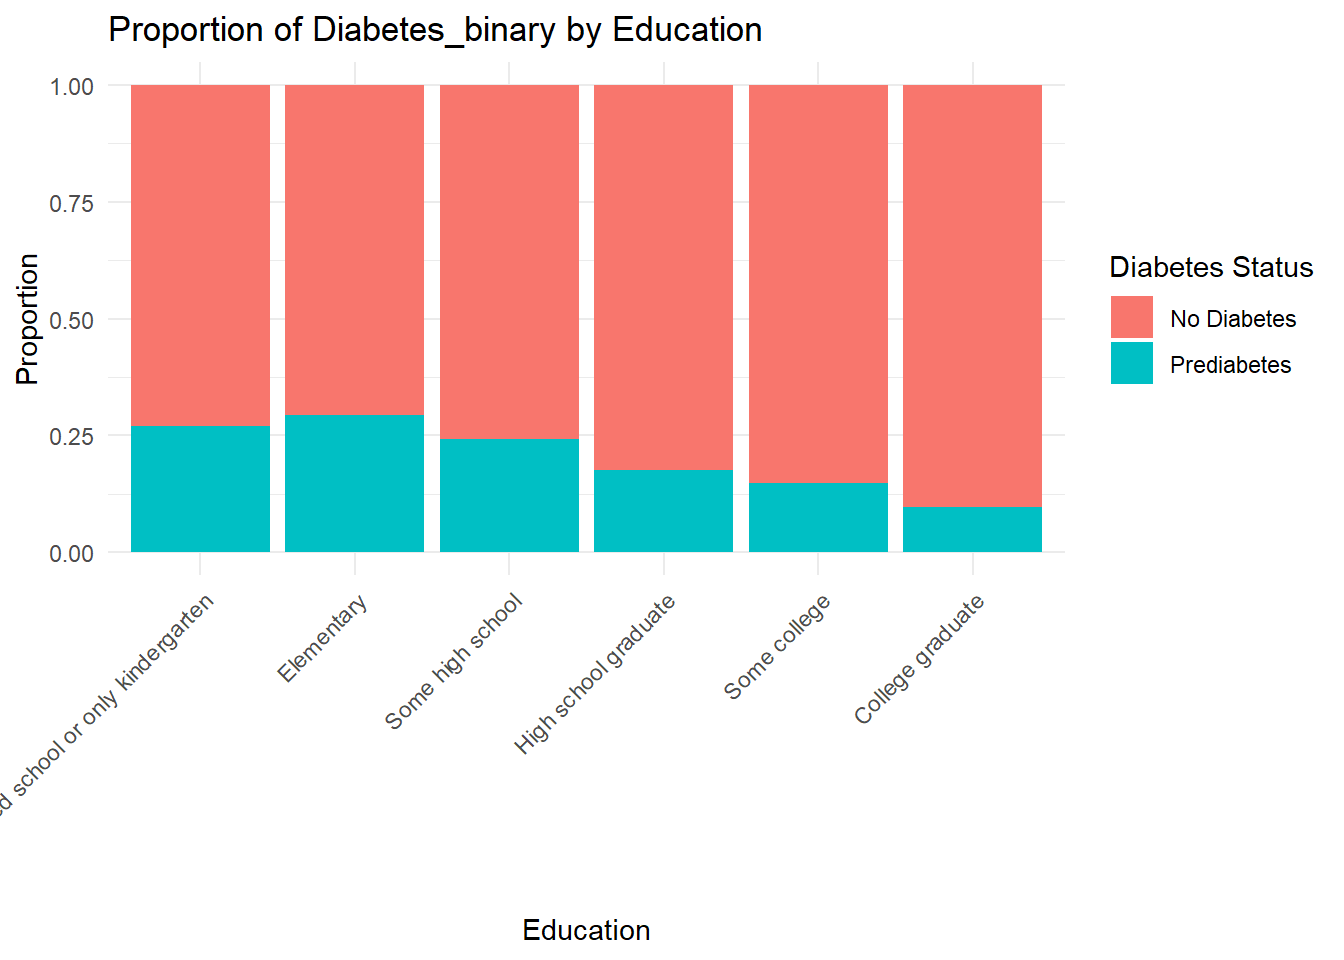 Proportion of Diabetes_binary by Education
Proportion
1.00
0.75
0.50
0.25
0.00
school or only kindergarten
Elementary
Some high school
High school graduate
Some college
College graduate
Education
Diabetes Status
No Diabetes
Prediabetes